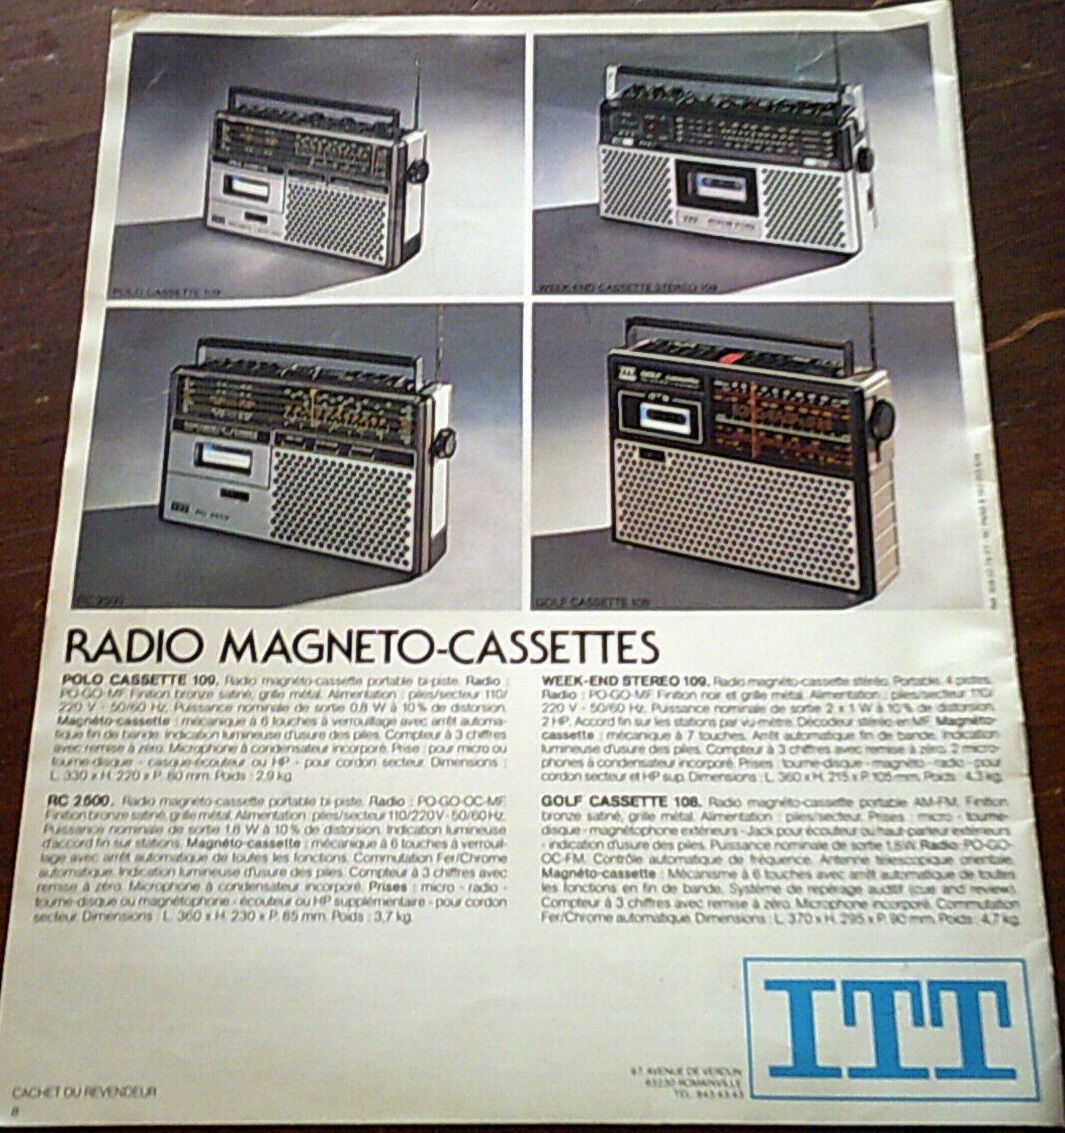 POLO CASSETTE 109
WEEK-END CASSETTE STEREO 109
ITT
RC 2500
ITT GOLF
GOLF CASSETTE 108
RADIO MAGNETO-CASSETTES
POLO CASSETTE 109. Radio magnéto-cassette portable bi-piste. Radio :
PO-GO-MF. Finition bronze satiné, grille métal. Alimentation : piles/secteur 110/
220 V - 50/60 Hz. Puissance nominale de sortie 0,8 W à 10% de distorsion.
Magnéto-cassette : mécanique à 6 touches à verrouillage avec arrêt automa-
tique fin de bande. Indication lumineuse d'usure des piles. Compteur à 3 chiffres
avec remise à zéro. Microphone à condensateur incorporé. Prise : pour micro ou
tourne-disque - casque-écouteur ou HP - pour cordon secteur. Dimensions :
L. 330 x H. 220 x P. 80 mm. Poids : 2,9 kg.
RC 2500. Radio magnéto-cassette portable bi-piste. Radio : PO-GO-OC-MF.
Finition bronze satiné, grille métal. Alimentation : piles/secteur 110/220 V - 50/60 Hz.
Puissance nominale de sortie 1,8 W à 10% de distorsion. Indication lumineuse
d'accord fin sur stations. Magnéto-cassette : mécanique à 6 touches à verrouil-
lage avec arrêt automatique de toutes les fonctions. Commutation Fer/Chrome
automatique. Indication lumineuse d'usure des piles. Compteur à 3 chiffres avec
remise à zéro. Microphone à condensateur incorporé. Prises : micro - radio -
tourne-disque ou magnétophone - écouteur ou HP supplémentaire - pour cordon
secteur. Dimensions : L. 360 x H. 230 x P. 85 mm. Poids : 3,7 kg.
WEEK-END STEREO 109. Radio magnéto-cassette stéréo. Portable. 4 pistes.
Radio : PO-GO-MF. Finition noir et grille métal. Alimentation : piles/secteur 110/
220 V - 50/60 Hz. Puissance nominale de sortie 2 x 1 W à 10% de distorsion.
2 HP. Accord fin sur les stations par vu-mètre. Décodeur stéréo en MF. Magnéto-
cassette : mécanique à 7 touches. Arrêt automatique fin de bande. Indication
lumineuse d'usure des piles. Compteur à 3 chiffres avec remise à zéro. 2 micro-
phones à condensateur incorporé. Prises : tourne-disque - magnéto - radio - pour
cordon secteur et HP sup. Dimensions : L. 360 x H. 215 x P. 105 mm. Poids : 4,3 kg.
GOLF CASSETTE 108. Radio magnéto-cassette portable AM-FM. Finition
bronze satiné, grille métal. Alimentation : piles/secteur. Prises : micro - tourne-
disque - magnétophone extérieurs - Jack pour écouteur ou haut-parleur extérieurs
- indication d'usure des piles. Puissance nominale de sortie 1,5 W. Radio : PO-GO-
OC-FM. Contrôle automatique de fréquence. Antenne télescopique orientable.
Magnéto-cassette : Mécanisme à 6 touches avec arrêt automatique de toutes
les fonctions en fin de bande. Système de repérage auditif (cue and review).
Compteur à 3 chiffres avec remise à zéro. Microphone incorporé. Commutation
Fer/Chrome automatique. Dimensions : L. 370 x H. 295 x P. 90 mm. Poids : 4,7 kg.
ITT
AVENUE DE VERDUN
93230 ROMAINVILLE
TÉL. 843.43.43
CACHET DU REVENDEUR
8